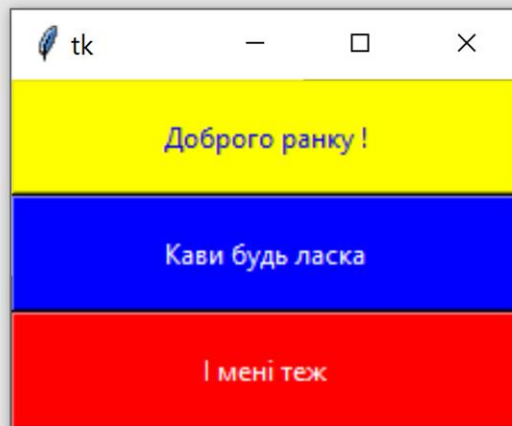 tk
Доброго ранку !
Кави будь ласка
І мені теж